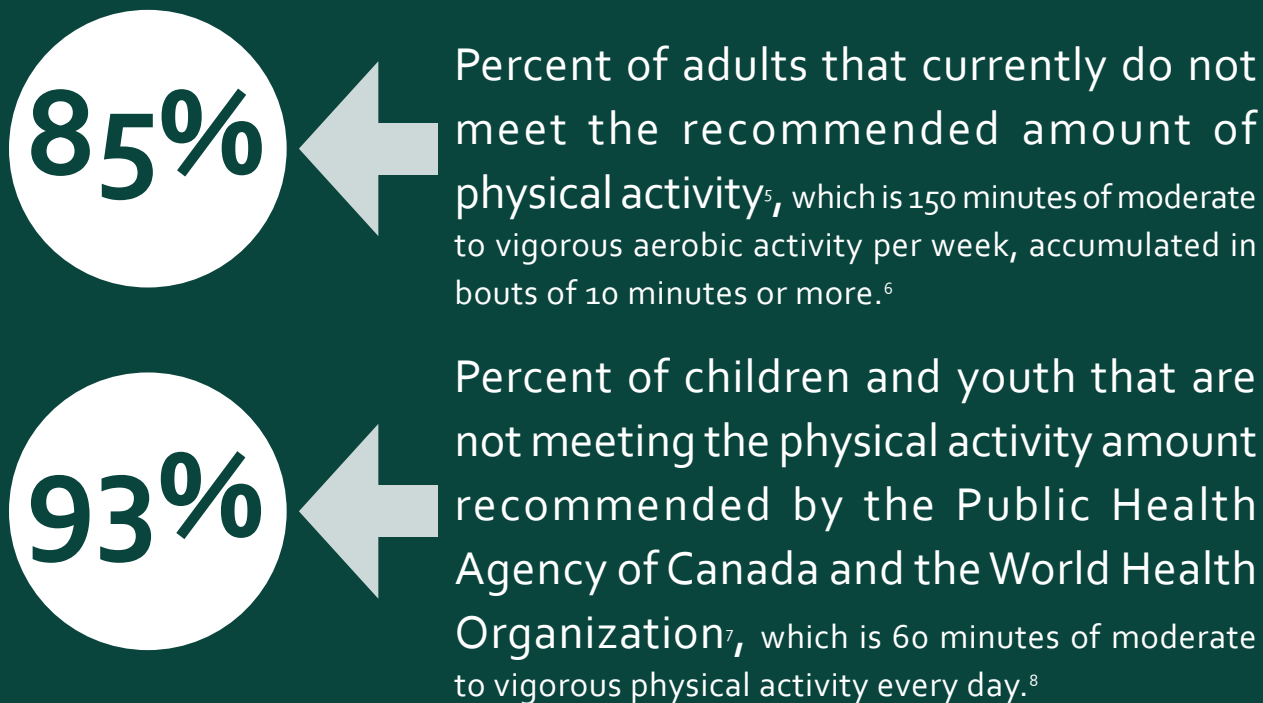 85%
Percent of adults that currently do not
meet the recommended amount of
physical activity⁵, which is 150 minutes of moderate
to vigorous aerobic activity per week, accumulated in
bouts of 10 minutes or more.⁶
93%
Percent of children and youth that are
not meeting the physical activity amount
recommended by the Public Health
Agency of Canada and the World Health
Organization⁷, which is 60 minutes of moderate
to vigorous physical activity every day.⁸